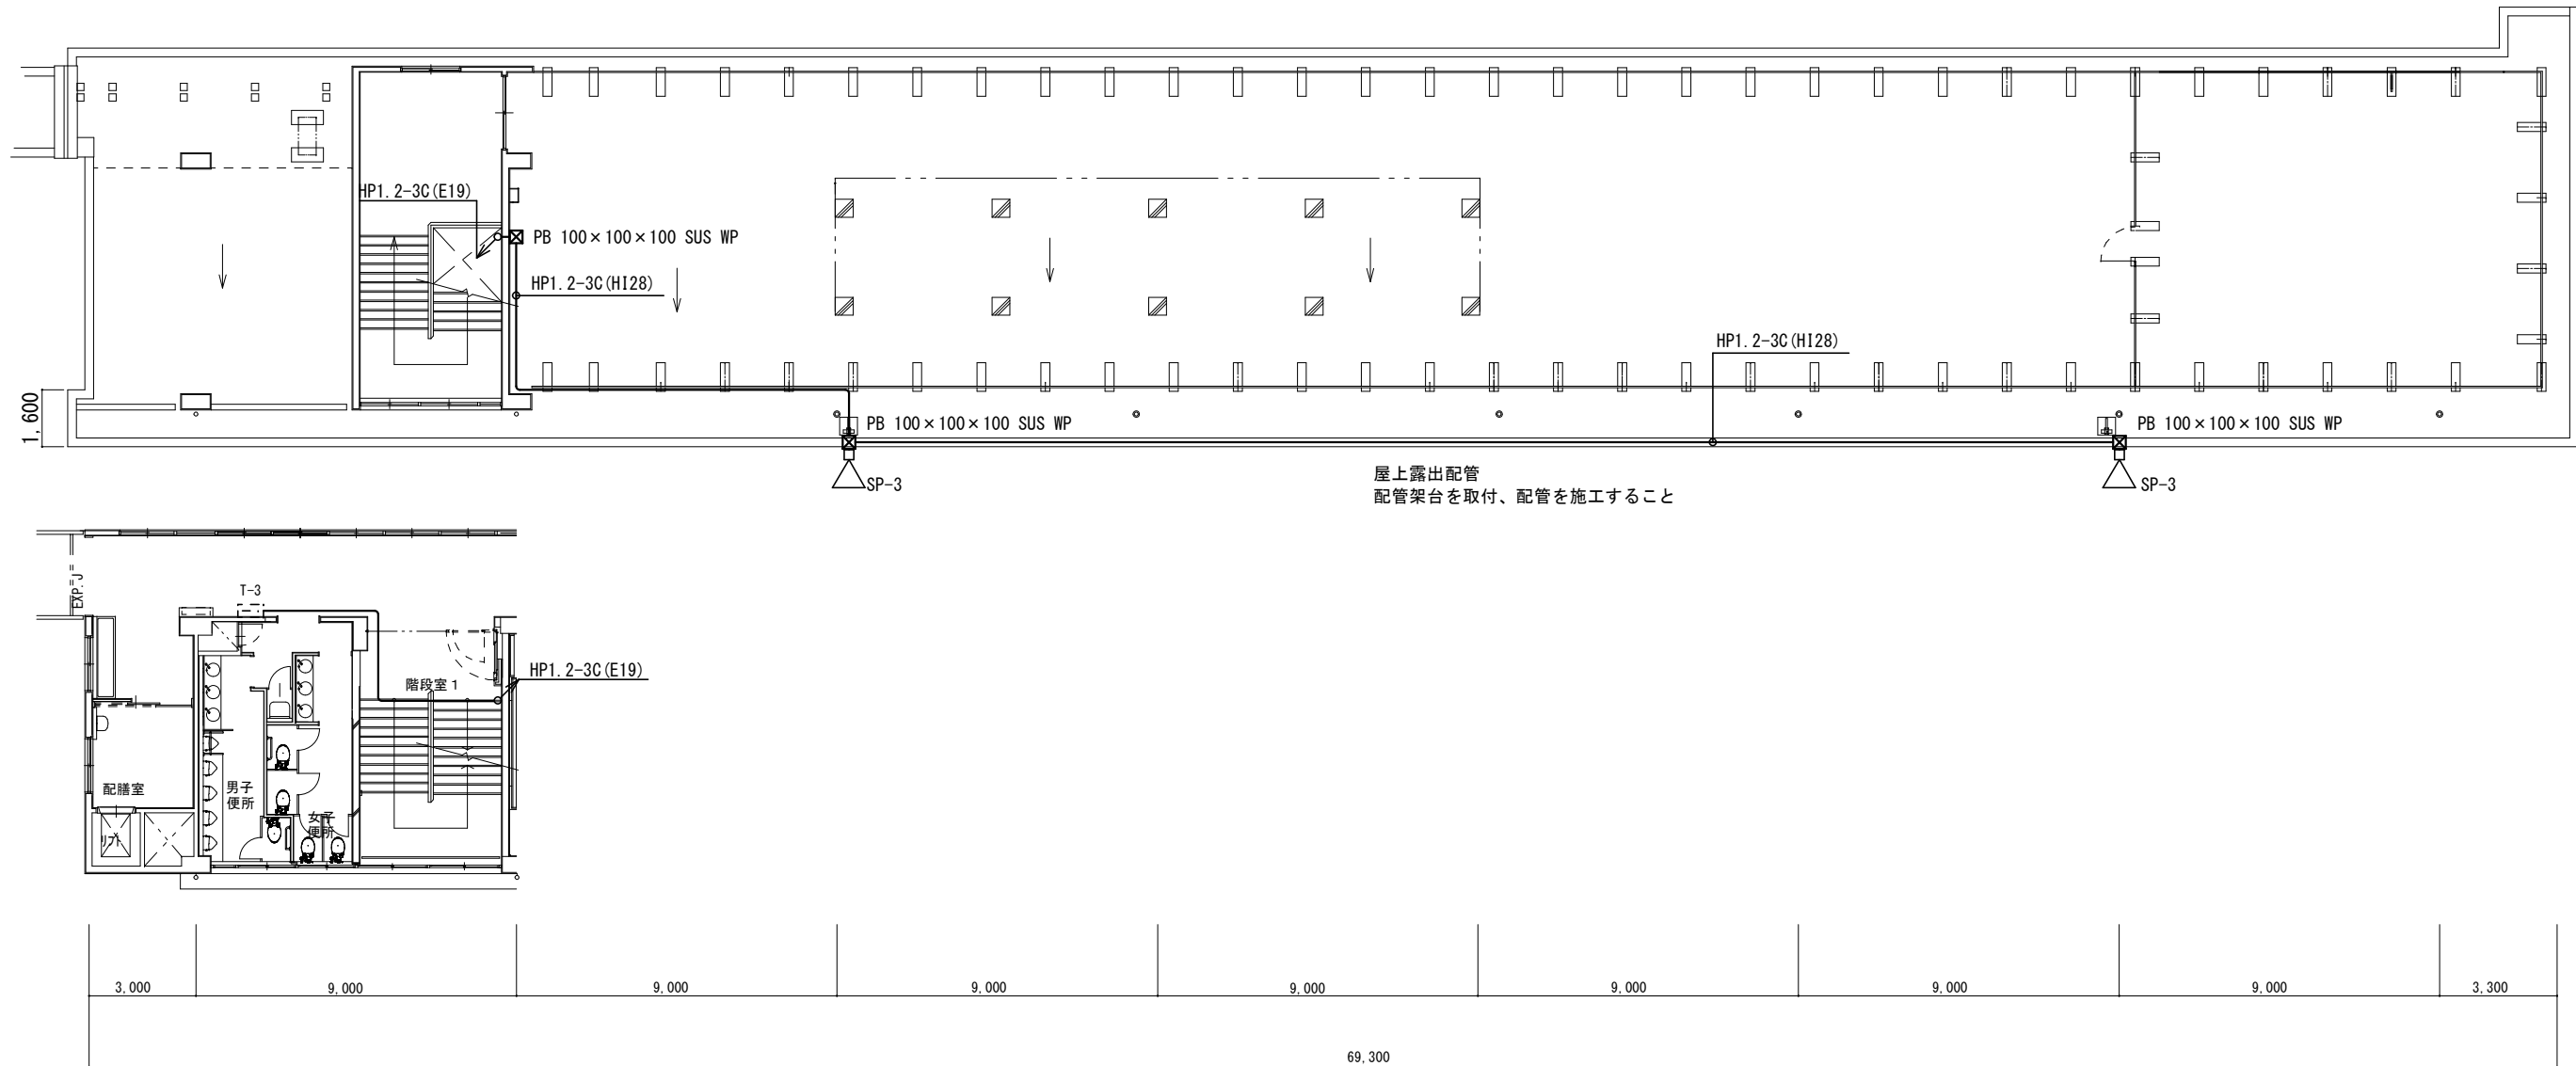 HP1.2-3C(E19)
PB 100×100×100 SUS WP
HP1.2-3C(HI28)
HP1.2-3C(HI28)
1,600
PB 100×100×100 SUS WP
PB 100×100×100 SUS WP
SP-3
SP-3
屋上露出配管
配管架台を取付、配管を施工すること
EXP.J
T-3
HP1.2-3C(E19)
階段室1
配膳室
男子
便所
女子
便所
リフト
3,000
9,000
9,000
9,000
9,000
9,000
9,000
9,000
3,300
69,300